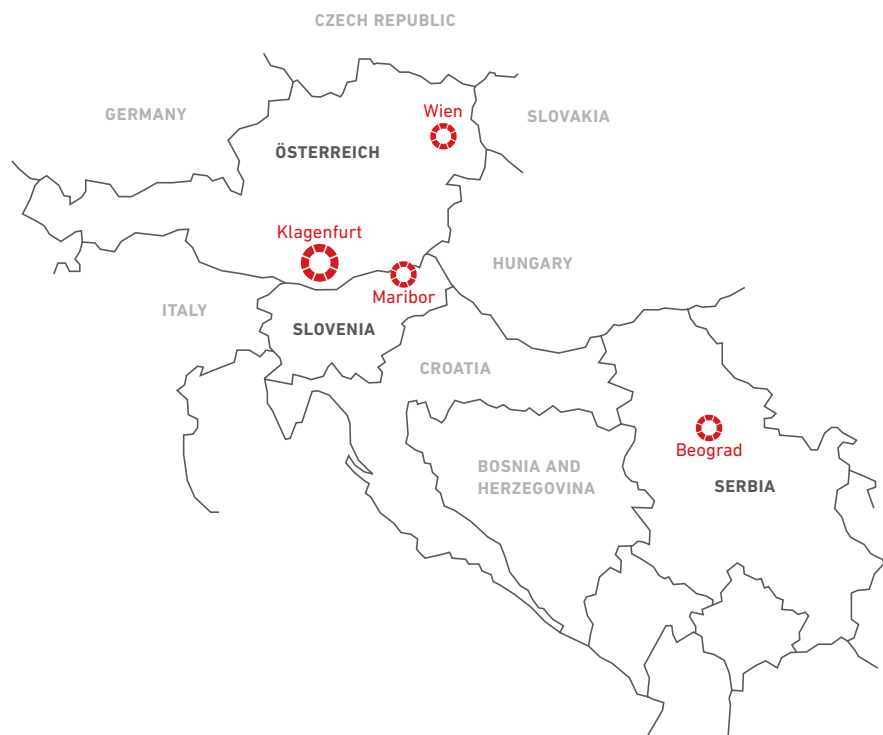 CZECH REPUBLIC
GERMANY
Wien
SLOVAKIA
ÖSTERREICH
Klagenfurt
HUNGARY
Maribor
ITALY
SLOVENIA
CROATIA
Beograd
BOSNIA AND
HERZEGOVINA
SERBIA